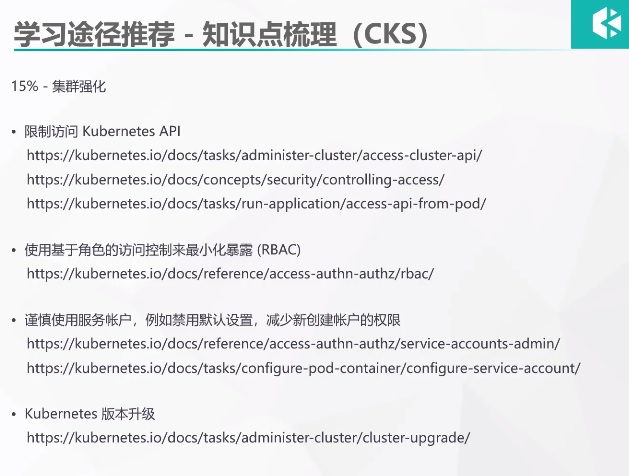 学习途径推荐 - 知识点梳理（CKS）
15% - 集群强化
• 限制访问 Kubernetes API
https://kubernetes.io/docs/tasks/administer-cluster/access-cluster-api/
https://kubernetes.io/docs/concepts/security/controlling-access/
https://kubernetes.io/docs/tasks/run-application/access-api-from-pod/
• 使用基于角色的访问控制来最小化暴露 (RBAC)
https://kubernetes.io/docs/reference/access-authn-authz/rbac/
• 谨慎使用服务帐户，例如禁用默认设置，减少新创建帐户的权限
https://kubernetes.io/docs/reference/access-authn-authz/service-accounts-admin/
https://kubernetes.io/docs/tasks/configure-pod-container/configure-service-account/
• Kubernetes 版本升级
https://kubernetes.io/docs/tasks/administer-cluster/cluster-upgrade/